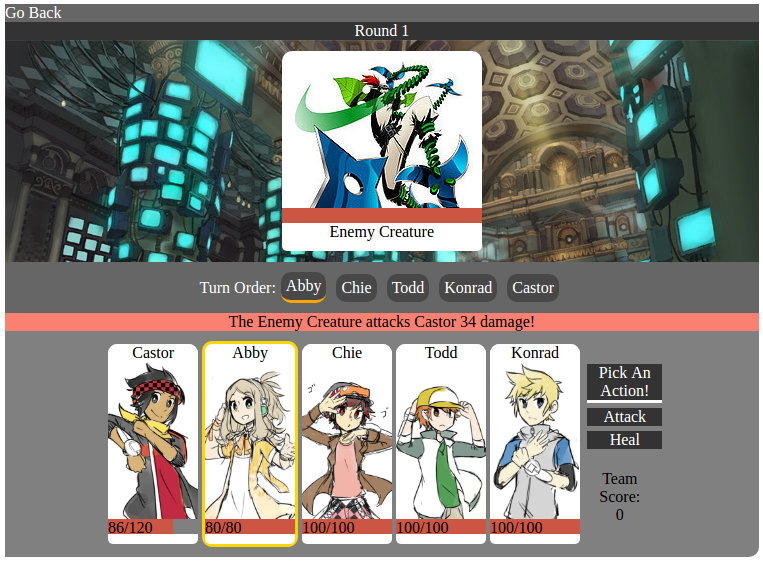 Go Back
Round 1
Enemy Creature
Turn Order: Abby Chie Todd Konrad Castor
The Enemy Creature attacks Castor 34 damage!
Castor Abby Chie Todd Konrad
Pick An
Action!
Attack
Heal
Team
Score:
0
86/120 80/80 100/100 100/100 100/100